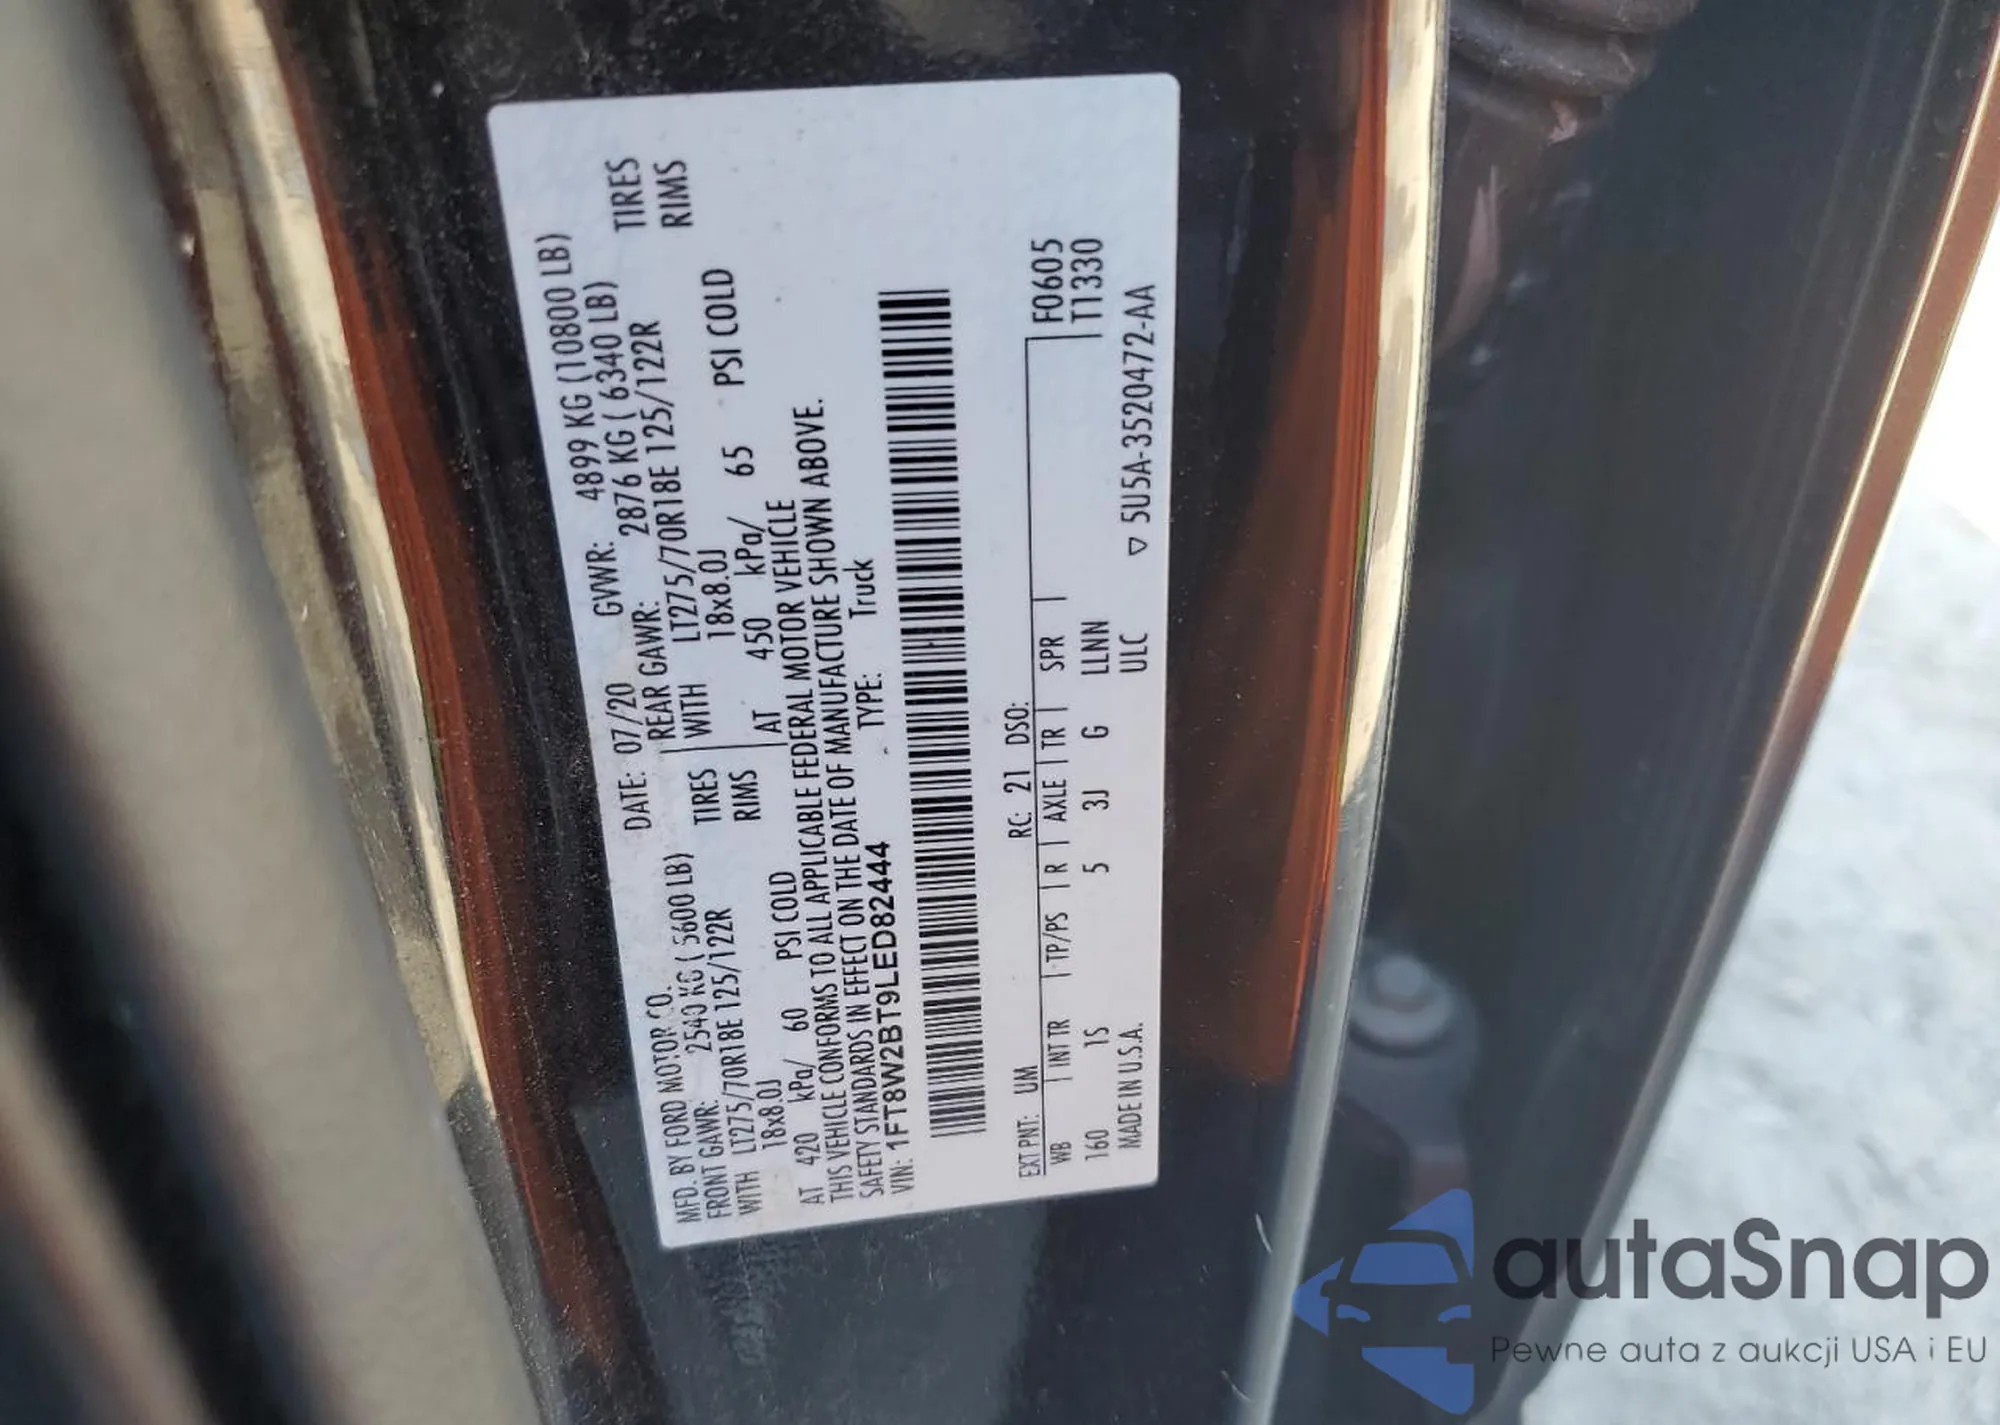 MFD. BY FORD MOTOR CO.
DATE: 07/20 GVWR: 4899 KG (10800 LB)
FRONT GAWR: 2540 KG ( 5600 LB) REAR GAWR: 2876 KG ( 6340 LB)
WITH LT275/70R18E 125/122R TIRES WITH LT275/70R18E 125/122R TIRES
18x8.0J RIMS 18x8.0J RIMS
AT 420 kPa/ 60 PSI COLD AT 450 kPa/ 65 PSI COLD
THIS VEHICLE CONFORMS TO ALL APPLICABLE FEDERAL MOTOR VEHICLE
SAFETY STANDARDS IN EFFECT ON THE DATE OF MANUFACTURE SHOWN ABOVE.
VIN: 1FT8W2BT9LED82444 TYPE: Truck
EXT PNT: UM RC: 21 DSO: F0605
WB INT TR TP/PS R AXLE TR SPR T1330
160 1S 5 3J G LLNN
MADE IN U.S.A. ULC ▽ 5U5A-3520472-AA
autaSnap
Pewne auta z aukcji USA i EU